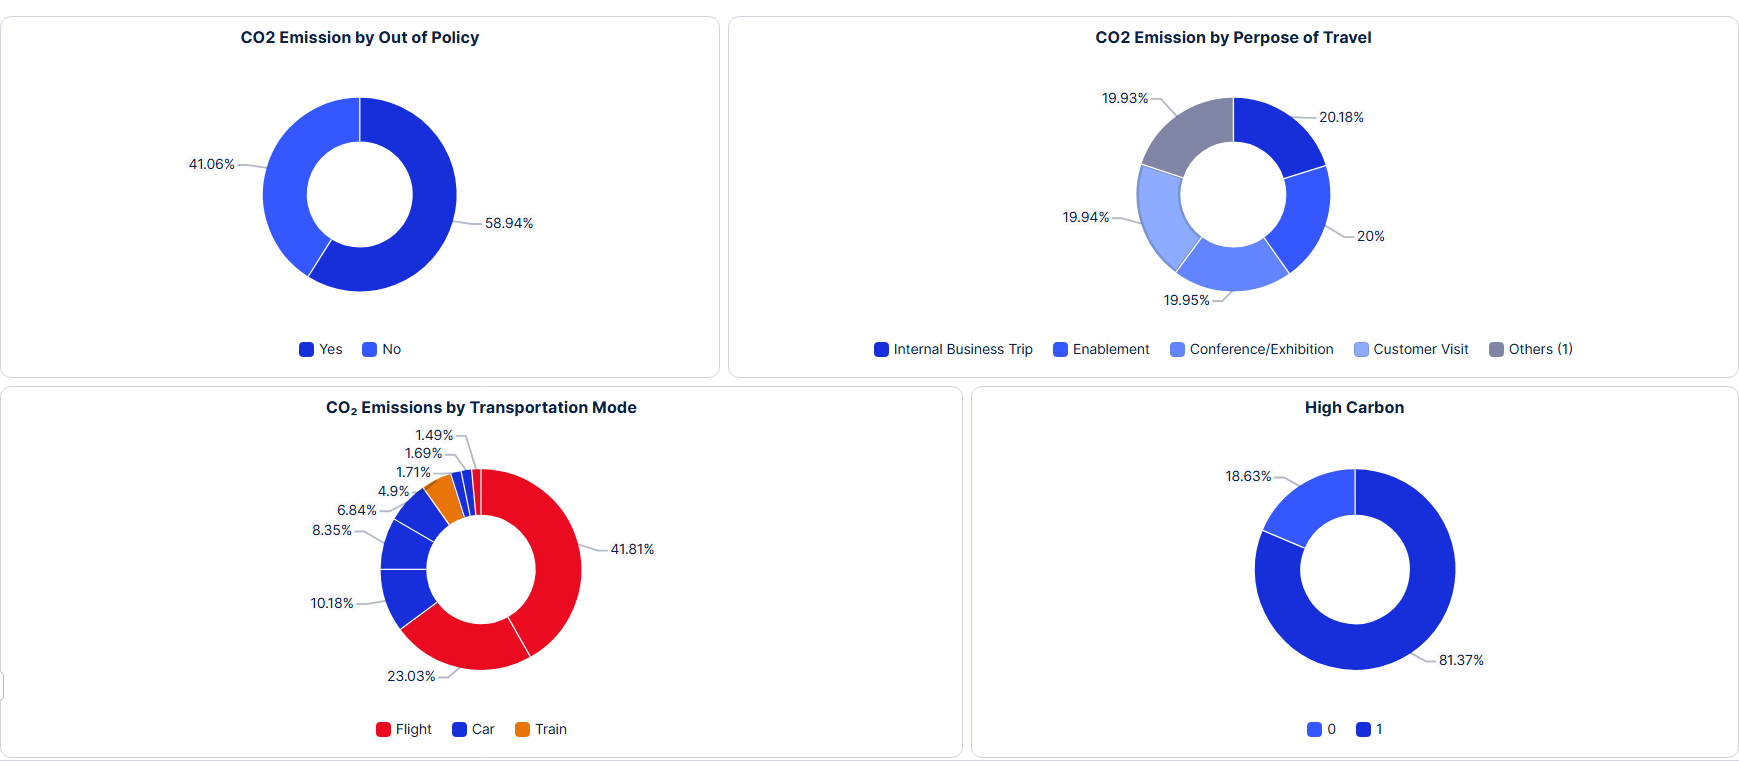 CO2 Emission by Out of Policy
41.06%
58.94%
Yes No
CO2 Emission by Perpose of Travel
19.93%
20.18%
19.94%
20%
19.95%
Internal Business Trip Enablement Conference/Exhibition Customer Visit Others (1)
CO₂ Emissions by Transportation Mode
1.49%
1.69%
1.71%
4.9%
6.84%
8.35%
41.81%
10.18%
23.03%
Flight Car Train
High Carbon
18.63%
81.37%
0 1